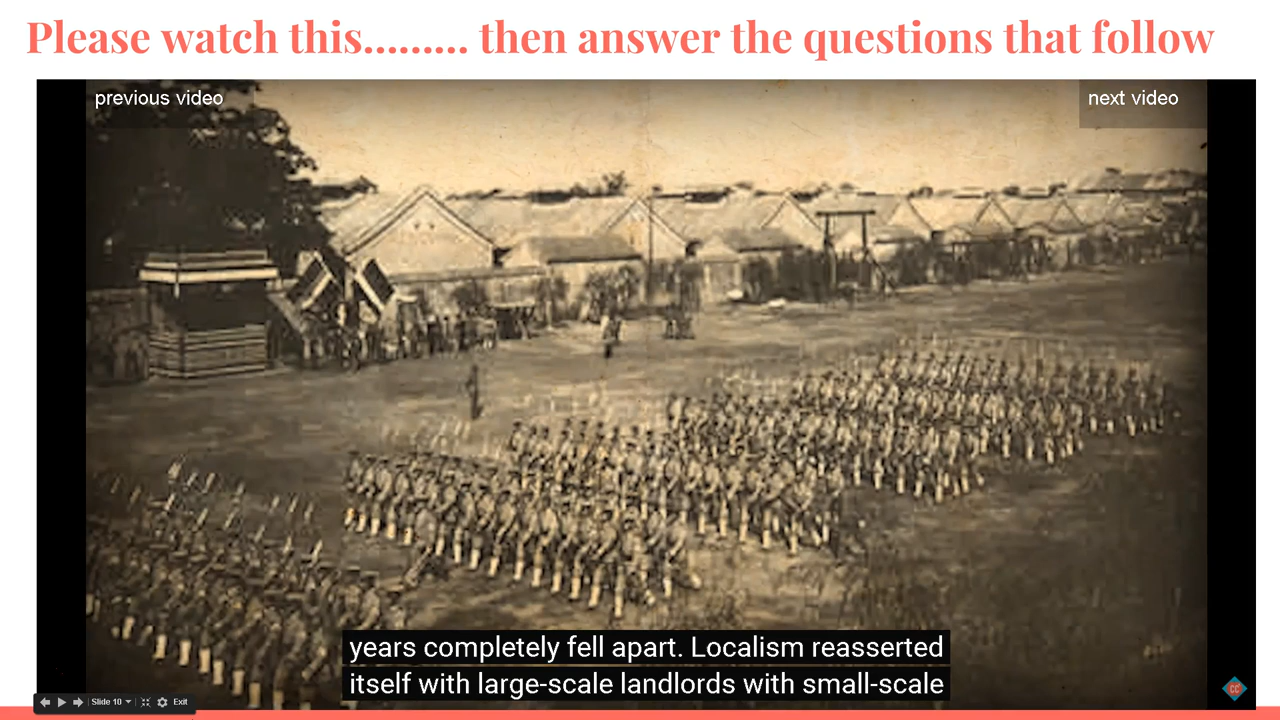 Please watch this......... then answer the questions that follow
previous video
next video
years completely fell apart. Localism reasserted
itself with large-scale landlords with small-scale
CC
Slide 10
Exit